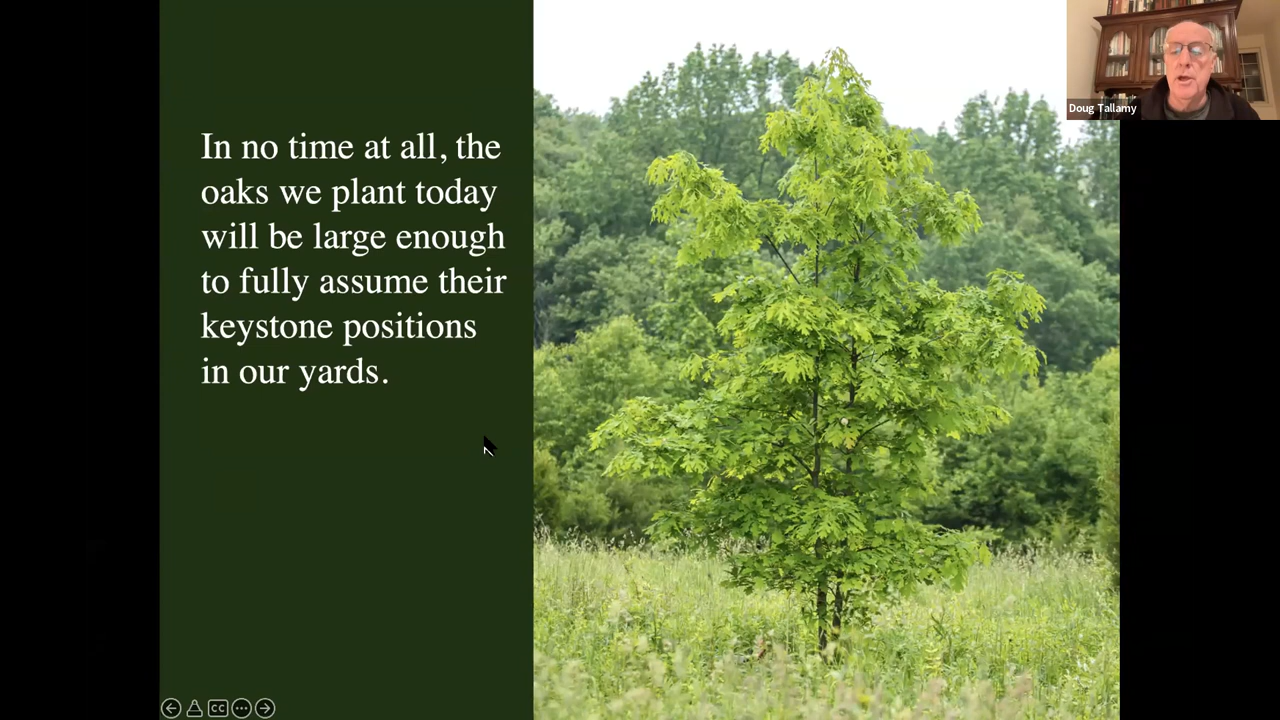 In no time at all, the
oaks we plant today
will be large enough
to fully assume their
keystone positions
in our yards.
Doug Tallamy
CC